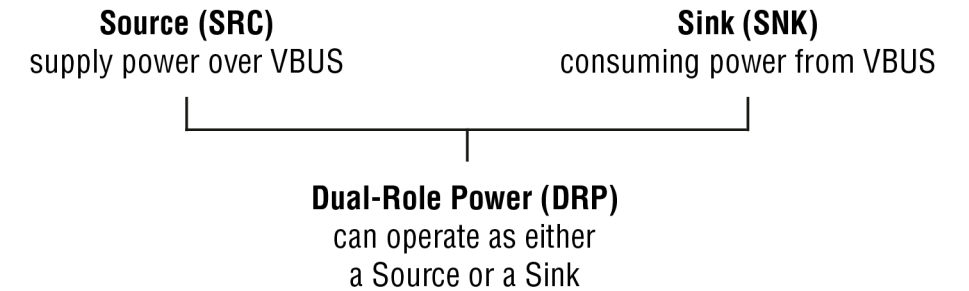 Source (SRC)
supply power over VBUS
Sink (SNK)
consuming power from VBUS
Dual-Role Power (DRP)
can operate as either
a Source or a Sink